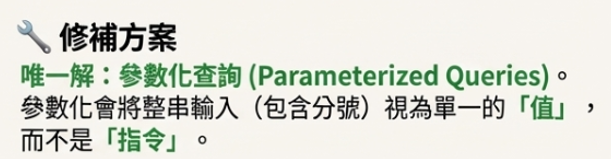 🔧 修補方案
唯一解：參數化查詢 (Parameterized Queries)。
參數化會將整串輸入（包含分號）視為單一的「值」，
而不是「指令」。